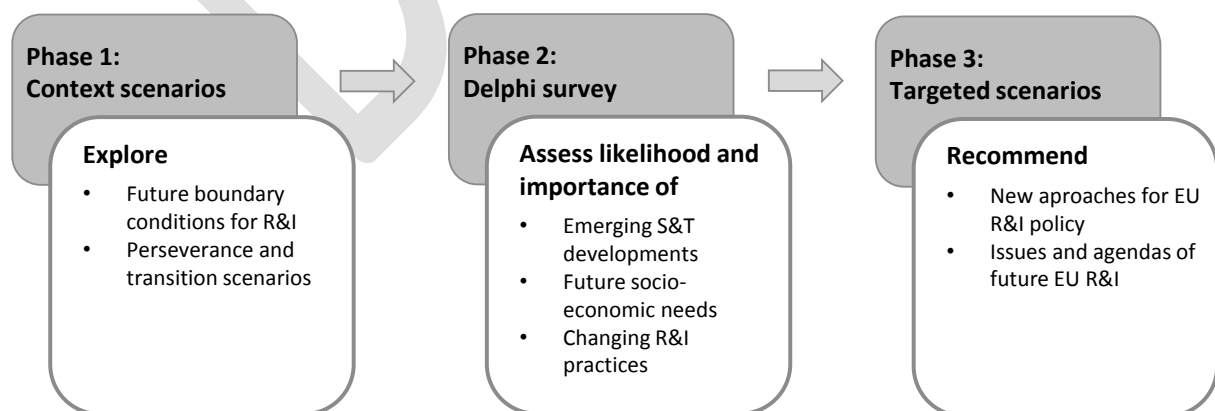 Phase 1:
Context scenarios
Explore
• Future boundary
conditions for R&I
• Perseverance and
transition scenarios
Phase 2:
Delphi survey
Assess likelihood and
importance of
• Emerging S&T
developments
• Future socio-
economic needs
• Changing R&I
practices
Phase 3:
Targeted scenarios
Recommend
• New aproaches for EU
R&I policy
• Issues and agendas of
future EU R&I